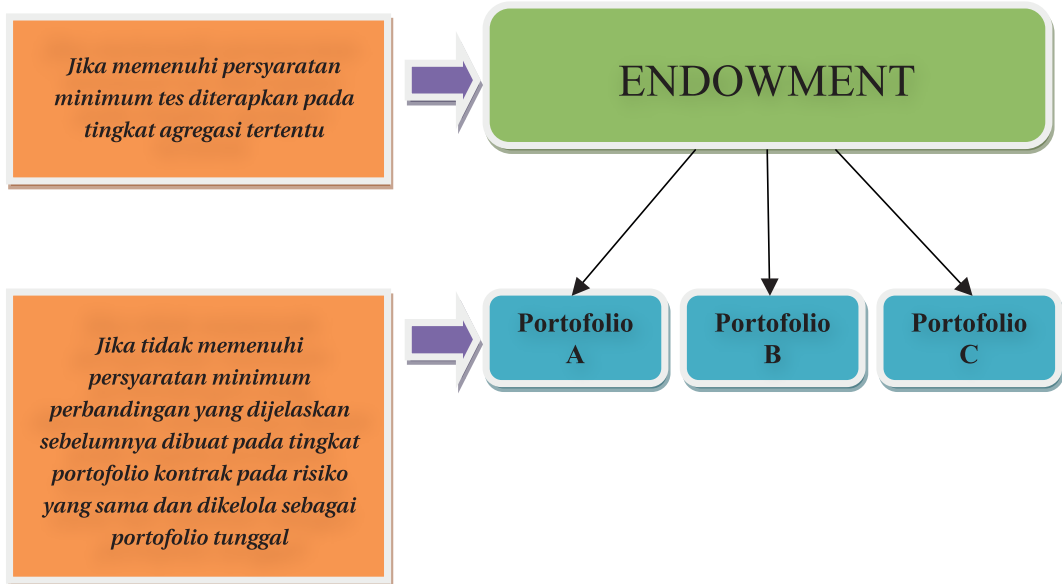 Jika memenuhi persyaratan
minimum tes diterapkan pada
tingkat agregasi tertentu
ENDOWMENT
Jika tidak memenuhi
persyaratan minimum
perbandingan yang dijelaskan
sebelumnya dibuat pada tingkat
portofolio kontrak pada risiko
yang sama dan dikelola sebagai
portofolio tunggal
Portofolio
A
Portofolio
B
Portofolio
C